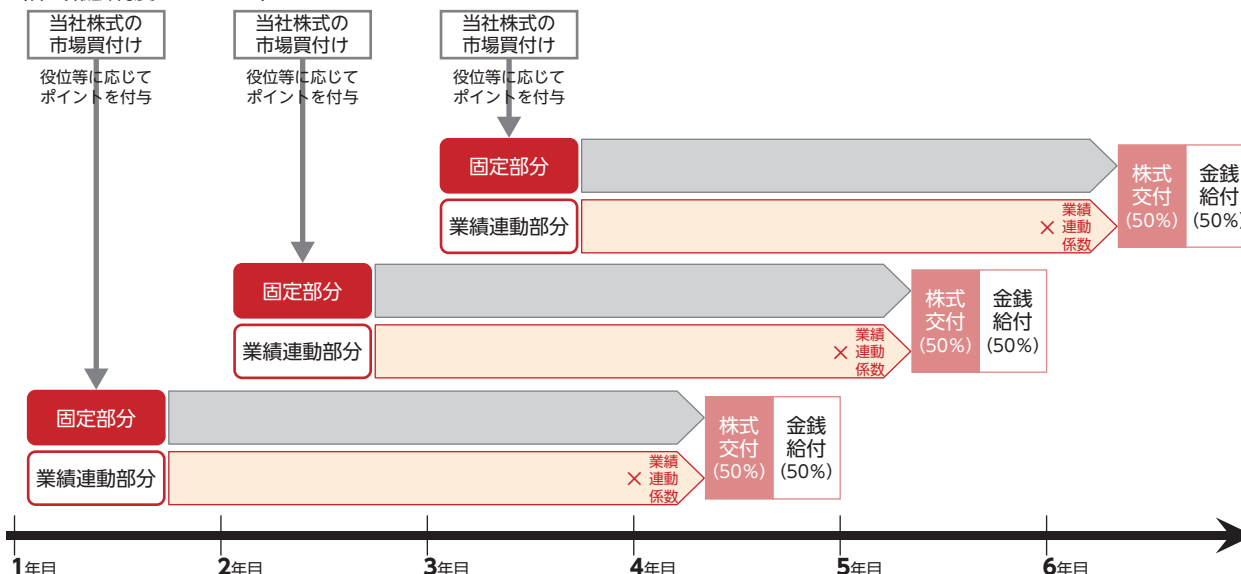 当社株式の
市場買付け
役位等に応じて
ポイントを付与
当社株式の
市場買付け
役位等に応じて
ポイントを付与
当社株式の
市場買付け
役位等に応じて
ポイントを付与
固定部分
業績連動部分
×
業績
連動
係数
株式
交付
(50%)
金銭
給付
(50%)
固定部分
業績連動部分
×
業績
連動
係数
株式
交付
(50%)
金銭
給付
(50%)
固定部分
業績連動部分
×
業績
連動
係数
株式
交付
(50%)
金銭
給付
(50%)
1年目
2年目
3年目
4年目
5年目
6年目